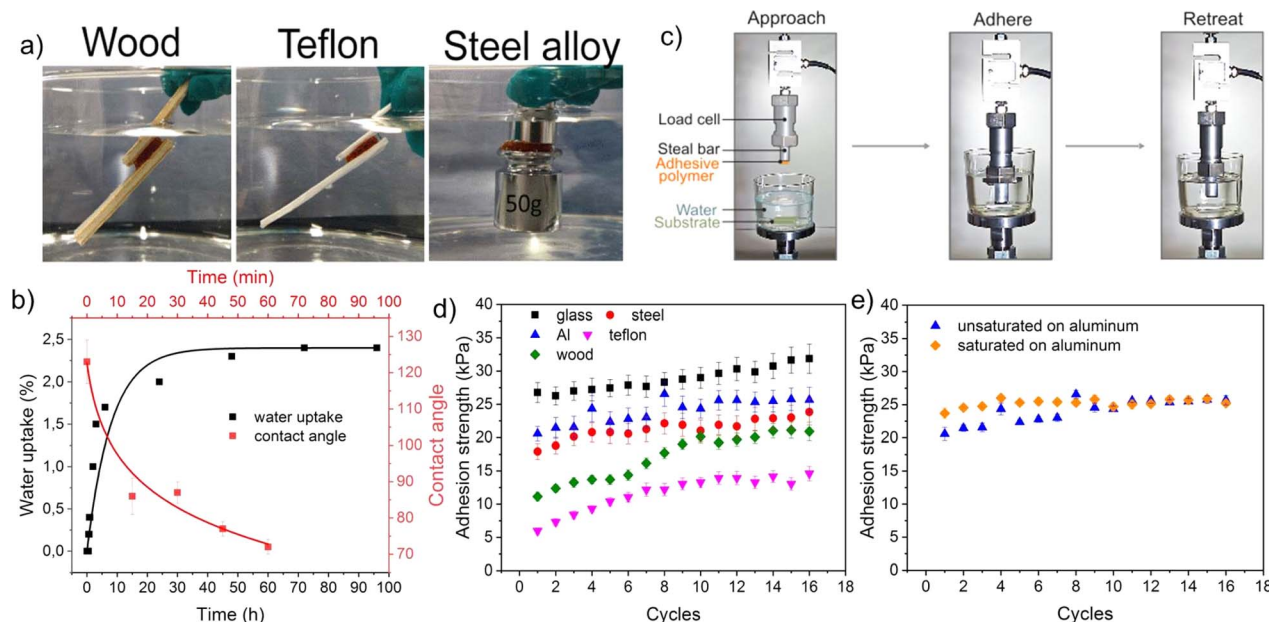 a)
Wood
Teflon
Steel alloy
50g
c)
Approach
Adhere
Retreat
Load cell
Steal bar
Adhesive
polymer
Water
Substrate
b)
Time (min)
0 10 20 30 40 50 60 70 80 90 100
2,5
2,0
1,5
1,0
0,5
0,0
Water uptake (%)
water uptake
contact angle
130
120
110
100
90
80
70
Contact angle
0 10 20 30 40 50 60 70 80 90 100
Time (h)
d)
40
35
30
25
20
15
10
5
0
Adhesion strength (kPa)
glass steel
Al teflon
wood
0 2 4 6 8 10 12 14 16 18
Cycles
e)
40
35
30
25
20
15
10
5
0
Adhesion strength (kPa)
unsaturated on aluminum
saturated on aluminum
0 2 4 6 8 10 12 14 16 18
Cycles